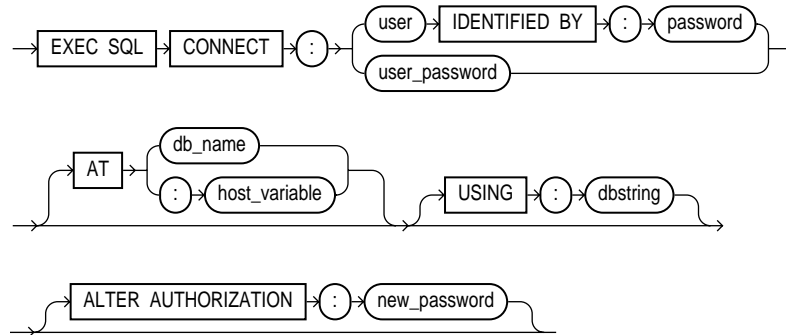 EXEC SQL CONNECT : user IDENTIFIED BY : password
user_password
AT db_name
: host_variable
USING : dbstring
ALTER AUTHORIZATION : new_password